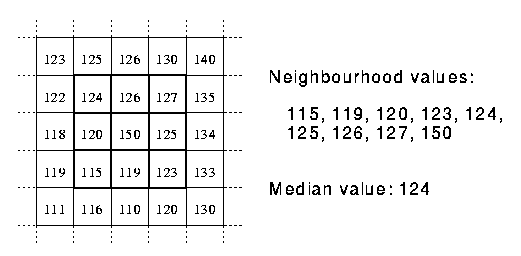 123 125 126 130 140
122 124 126 127 135
118 120 150 125 134
119 115 119 123 133
111 116 110 120 130
Neighbourhood values:
115, 119, 120, 123, 124,
125, 126, 127, 150
Median value: 124